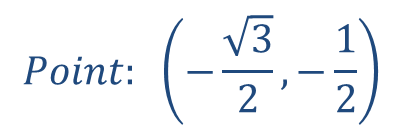 Point: (-√3/2, -1/2)